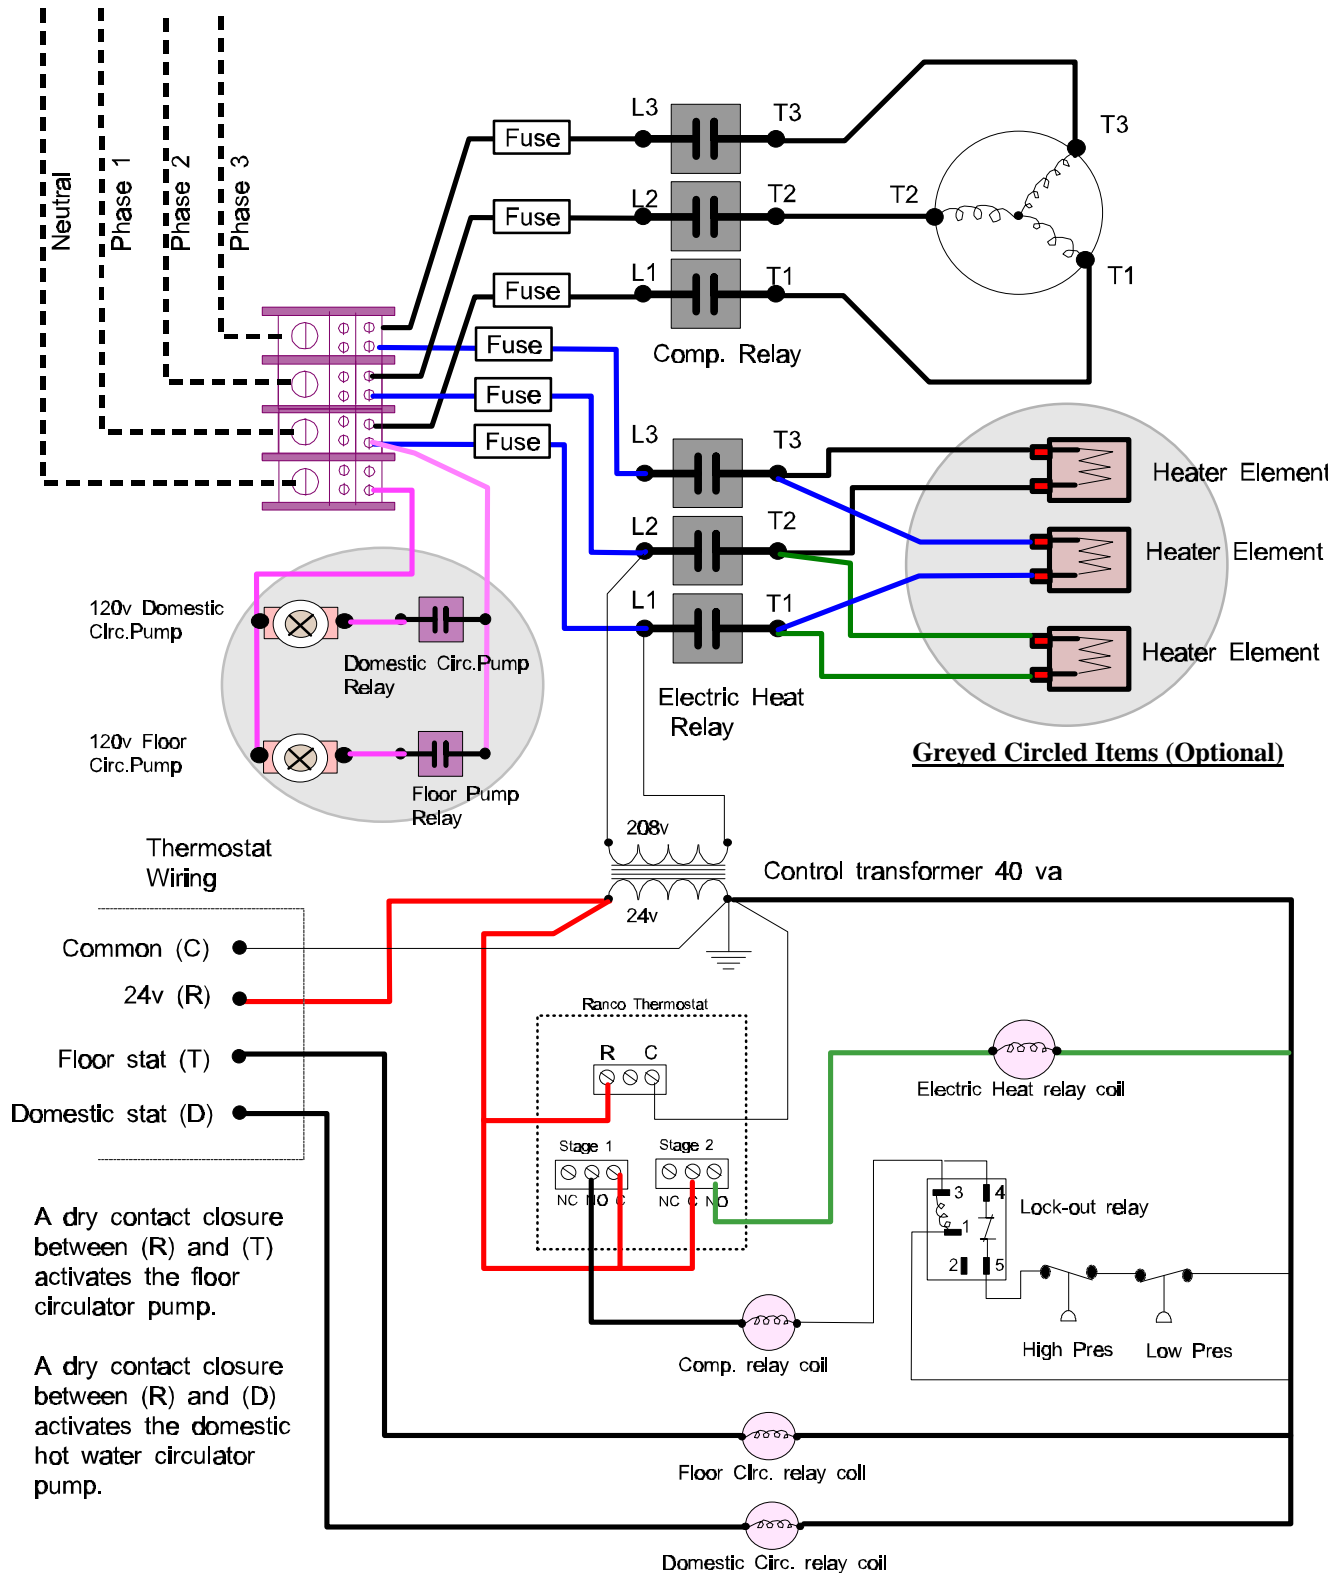 Neutral
Phase 1
Phase 2
Phase 3
Fuse
L3
T3
T3
Fuse
L2
T2
T2
Fuse
L1
T1
T1
Comp. Relay
Fuse
Fuse
Fuse
L3
T3
Heater Element
L2
T2
Heater Element
L1
T1
Heater Element
Electric Heat
Relay
Greyed Circled Items (Optional)
120v Domestic
Circ.Pump
Domestic Circ.Pump
Relay
120v Floor
Circ.Pump
Floor Pump
Relay
208v
Control transformer 40 va
24v
Thermostat
Wiring
Common (C)
24v (R)
Floor stat (T)
Domestic stat (D)
Ranco Thermostat
R C
Stage 1
NC NO C
Stage 2
NC C NO
Electric Heat relay coil
3 4
1
2 5
Lock-out relay
High Pres
Low Pres
Comp. relay coil
Floor Circ. relay coil
Domestic Circ. relay coil
A dry contact closure
between (R) and (T)
activates the floor
circulator pump.
A dry contact closure
between (R) and (D)
activates the domestic
hot water circulator
pump.